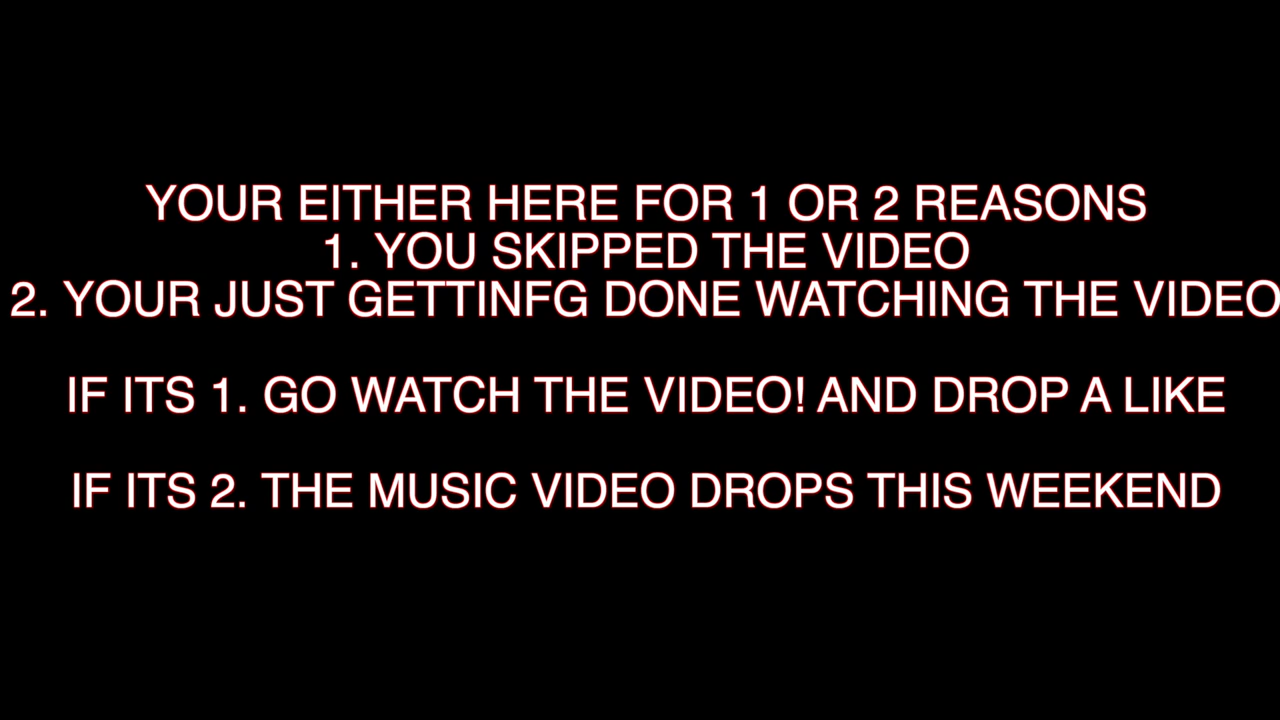 YOUR EITHER HERE FOR 1 OR 2 REASONS
1. YOU SKIPPED THE VIDEO
2. YOUR JUST GETTINFG DONE WATCHING THE VIDEO
IF ITS 1. GO WATCH THE VIDEO! AND DROP A LIKE
IF ITS 2. THE MUSIC VIDEO DROPS THIS WEEKEND